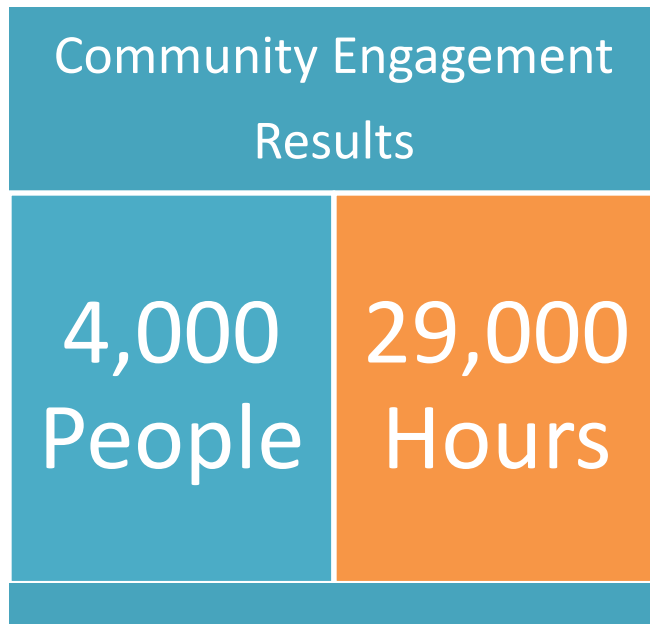 Community Engagement
Results
4,000
People
29,000
Hours